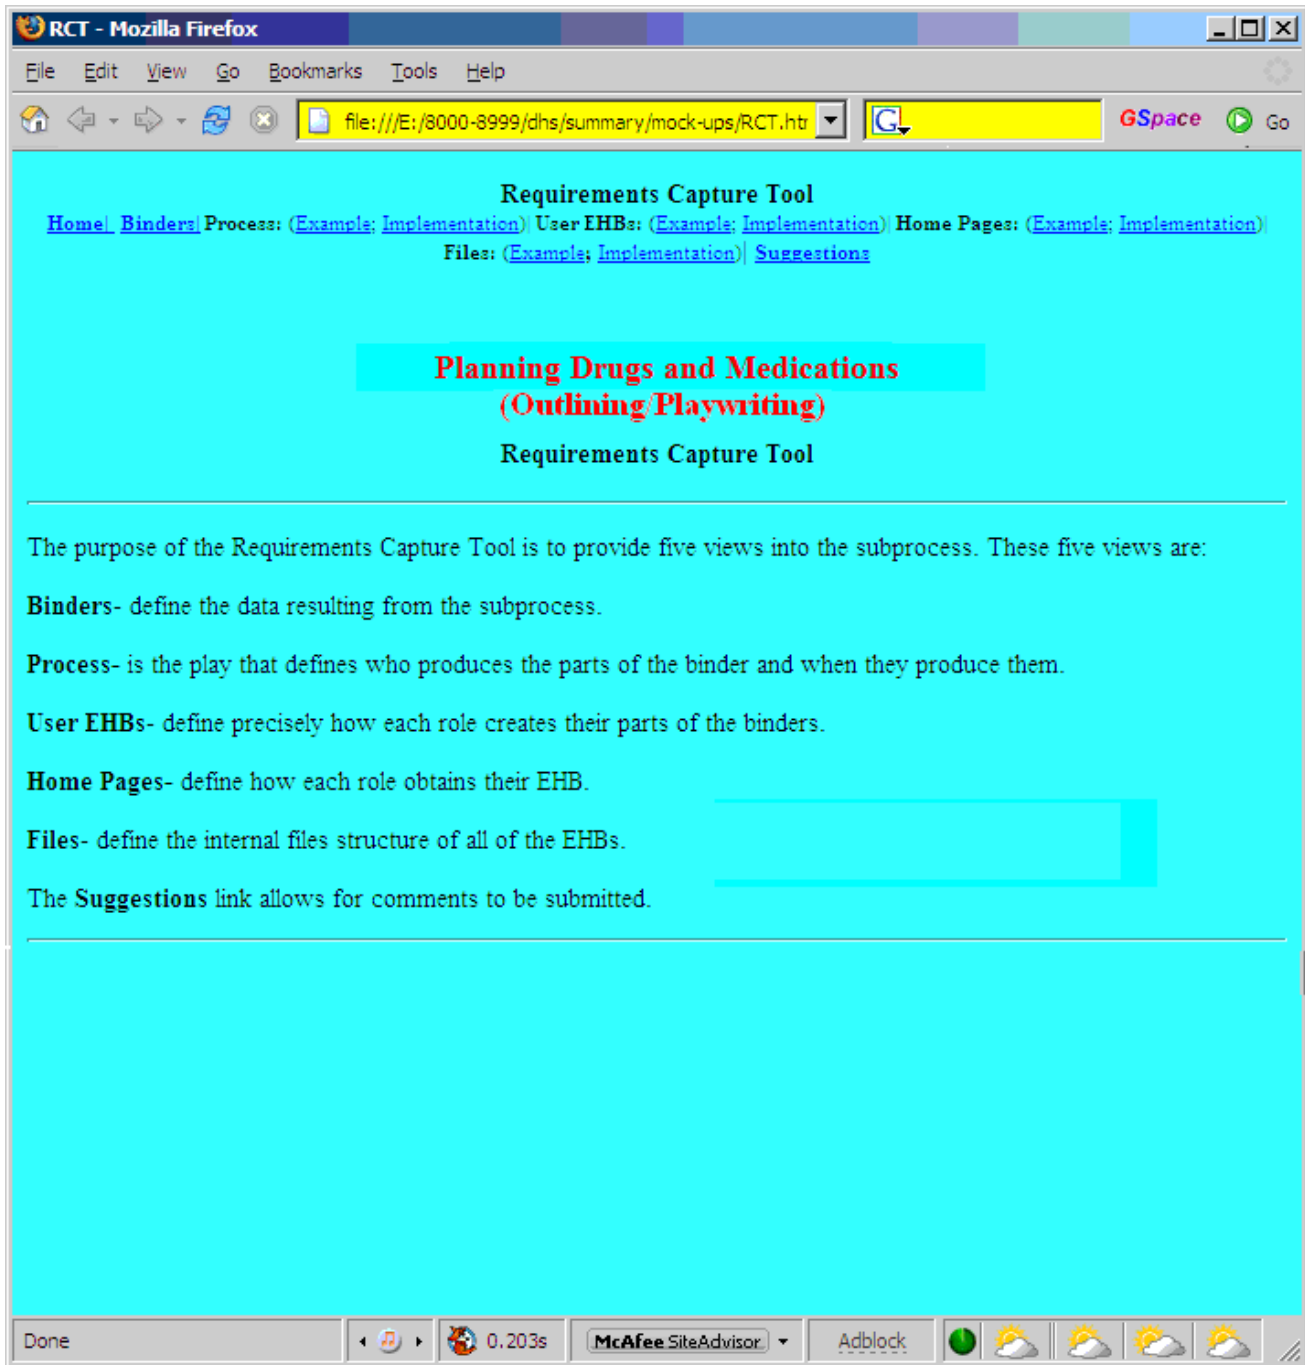 RCT - Mozilla Firefox
File Edit View Go Bookmarks Tools Help
file:///E:/8000-8999/dhs/summary/mock-ups/RCT.htr G GSpace Go
Requirements Capture Tool
Home| Binders| Process: (Example; Implementation)| User EHBs: (Example; Implementation)| Home Pages: (Example; Implementation)|
Files: (Example; Implementation)| Suggestions
Planning Drugs and Medications
(Outlining/Playwriting)
Requirements Capture Tool
The purpose of the Requirements Capture Tool is to provide five views into the subprocess. These five views are:
Binders- define the data resulting from the subprocess.
Process- is the play that defines who produces the parts of the binder and when they produce them.
User EHBs- define precisely how each role creates their parts of the binders.
Home Pages- define how each role obtains their EHB.
Files- define the internal files structure of all of the EHBs.
The Suggestions link allows for comments to be submitted.
Done 0.203s McAfee SiteAdvisor Adblock